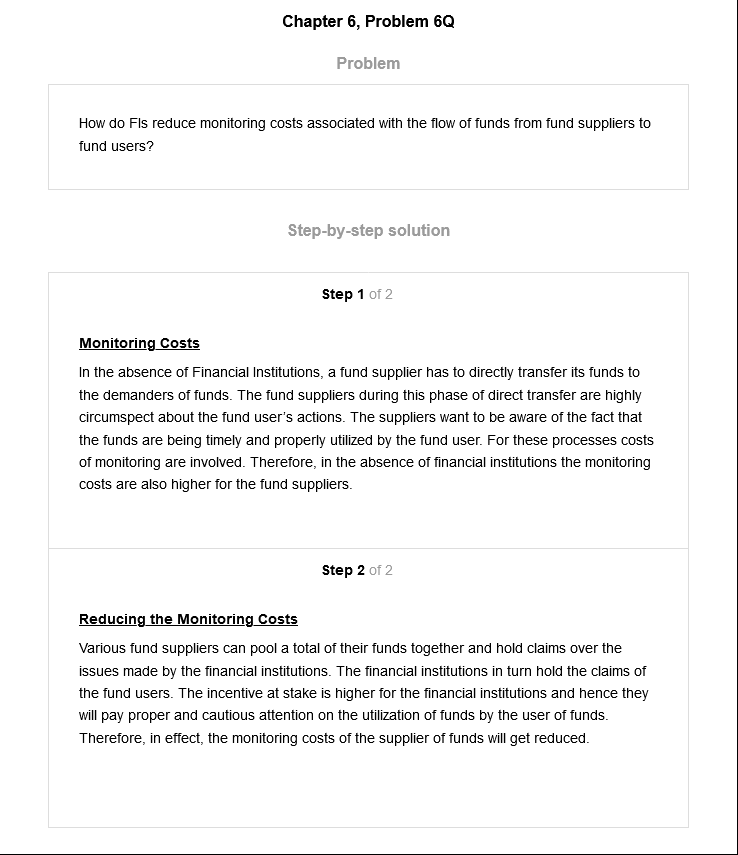 Chapter 6, Problem 6Q
Problem
How do FIs reduce monitoring costs associated with the flow of funds from fund suppliers to
fund users?
Step-by-step solution
Step 1 of 2
Monitoring Costs
In the absence of Financial Institutions, a fund supplier has to directly transfer its funds to
the demanders of funds. The fund suppliers during this phase of direct transfer are highly
circumspect about the fund user's actions. The suppliers want to be aware of the fact that
the funds are being timely and properly utilized by the fund user. For these processes costs
of monitoring are involved. Therefore, in the absence of financial institutions the monitoring
costs are also higher for the fund suppliers.
Step 2 of 2
Reducing the Monitoring Costs
Various fund suppliers can pool a total of their funds together and hold claims over the
issues made by the financial institutions. The financial institutions in turn hold the claims of
the fund users. The incentive at stake is higher for the financial institutions and hence they
will pay proper and cautious attention on the utilization of funds by the user of funds.
Therefore, in effect, the monitoring costs of the supplier of funds will get reduced.